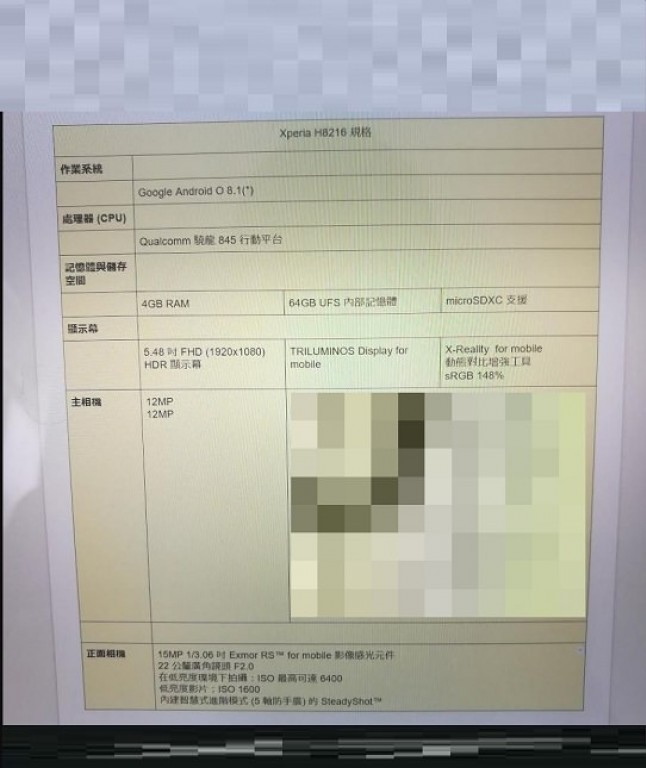 Xperia H8216 規格
作業系統
Google Android O 8.1(*)
處理器 (CPU)
Qualcomm 驍龍 845 行動平台
記憶體與儲存
空間
4GB RAM
64GB UFS 內部記憶體
microSDXC 支援
顯示幕
5.48 吋 FHD (1920x1080)
HDR 顯示幕
TRILUMINOS Display for
mobile
X-Reality for mobile
動態對比增強工具
sRGB 148%
主相機
12MP
12MP
正面相機
15MP 1/3.06 吋 Exmor RS™ for mobile 影像感光元件
22 公釐廣角鏡頭 F2.0
在低亮度環境下拍攝：ISO 最高可達 6400
低亮度影片：ISO 1600
內建智慧式進階模式 (5 軸防手震) 的 SteadyShot™